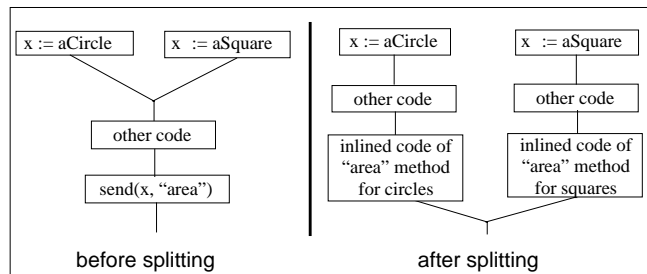 x := aCircle
x := aSquare
other code
send(x, “area”)
before splitting
x := aCircle
x := aSquare
other code
other code
inlined code of
“area” method
for circles
inlined code of
“area” method
for squares
after splitting